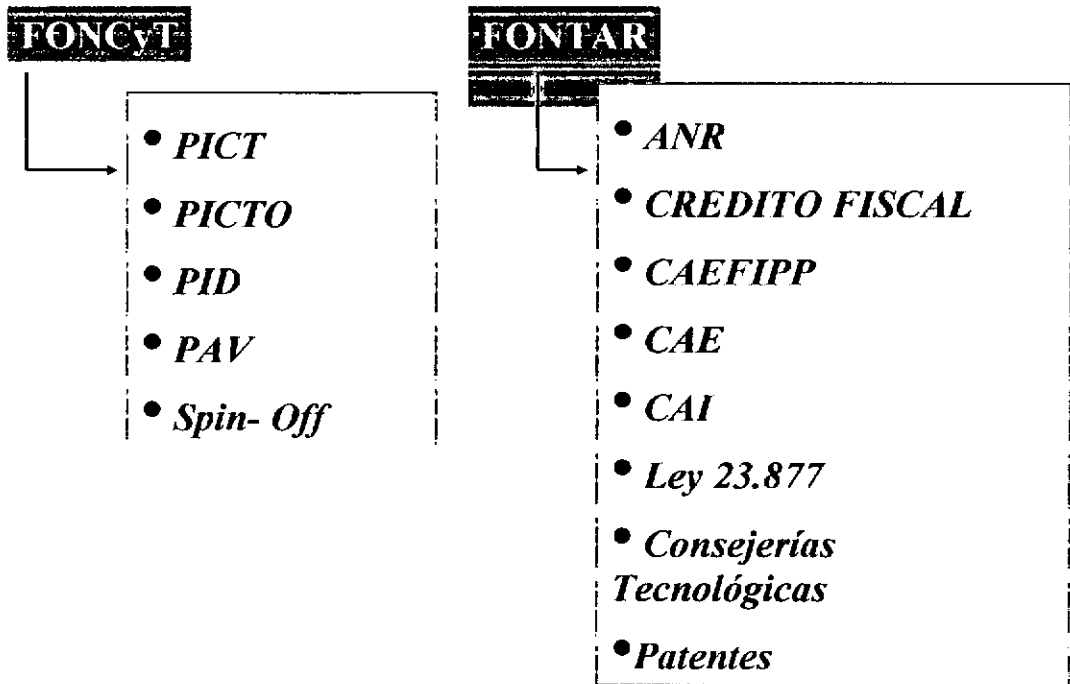 FONCyT
• PICT
• PICTO
• PID
• PAV
• Spin- Off
FONTAR
• ANR
• CREDITO FISCAL
• CAEFIPP
• CAE
• CAI
• Ley 23.877
• Consejerías
Tecnológicas
• Patentes